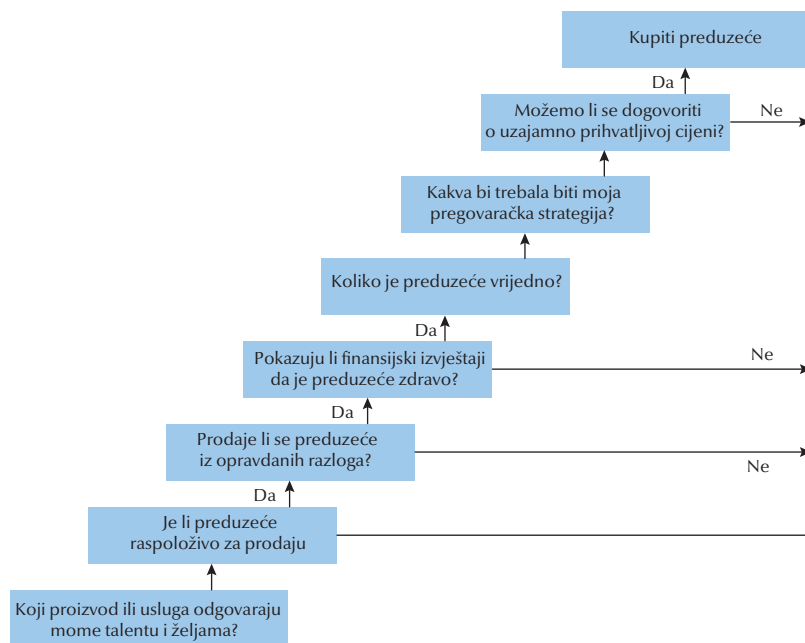 Kupiti preduzeće
Da
Možemo li se dogovoriti
o uzajamno prihvatljivoj cijeni?
Ne
Kakva bi trebala biti moja
pregovaračka strategija?
Koliko je preduzeće vrijedno?
Da
Pokazuju li finansijski izvještaji
da je preduzeće zdravo?
Ne
Da
Prodaje li se preduzeće
iz opravdanih razloga?
Ne
Da
Je li preduzeće
raspoloživo za prodaju
Koji proizvod ili usluga odgovaraju
mome talentu i željama?